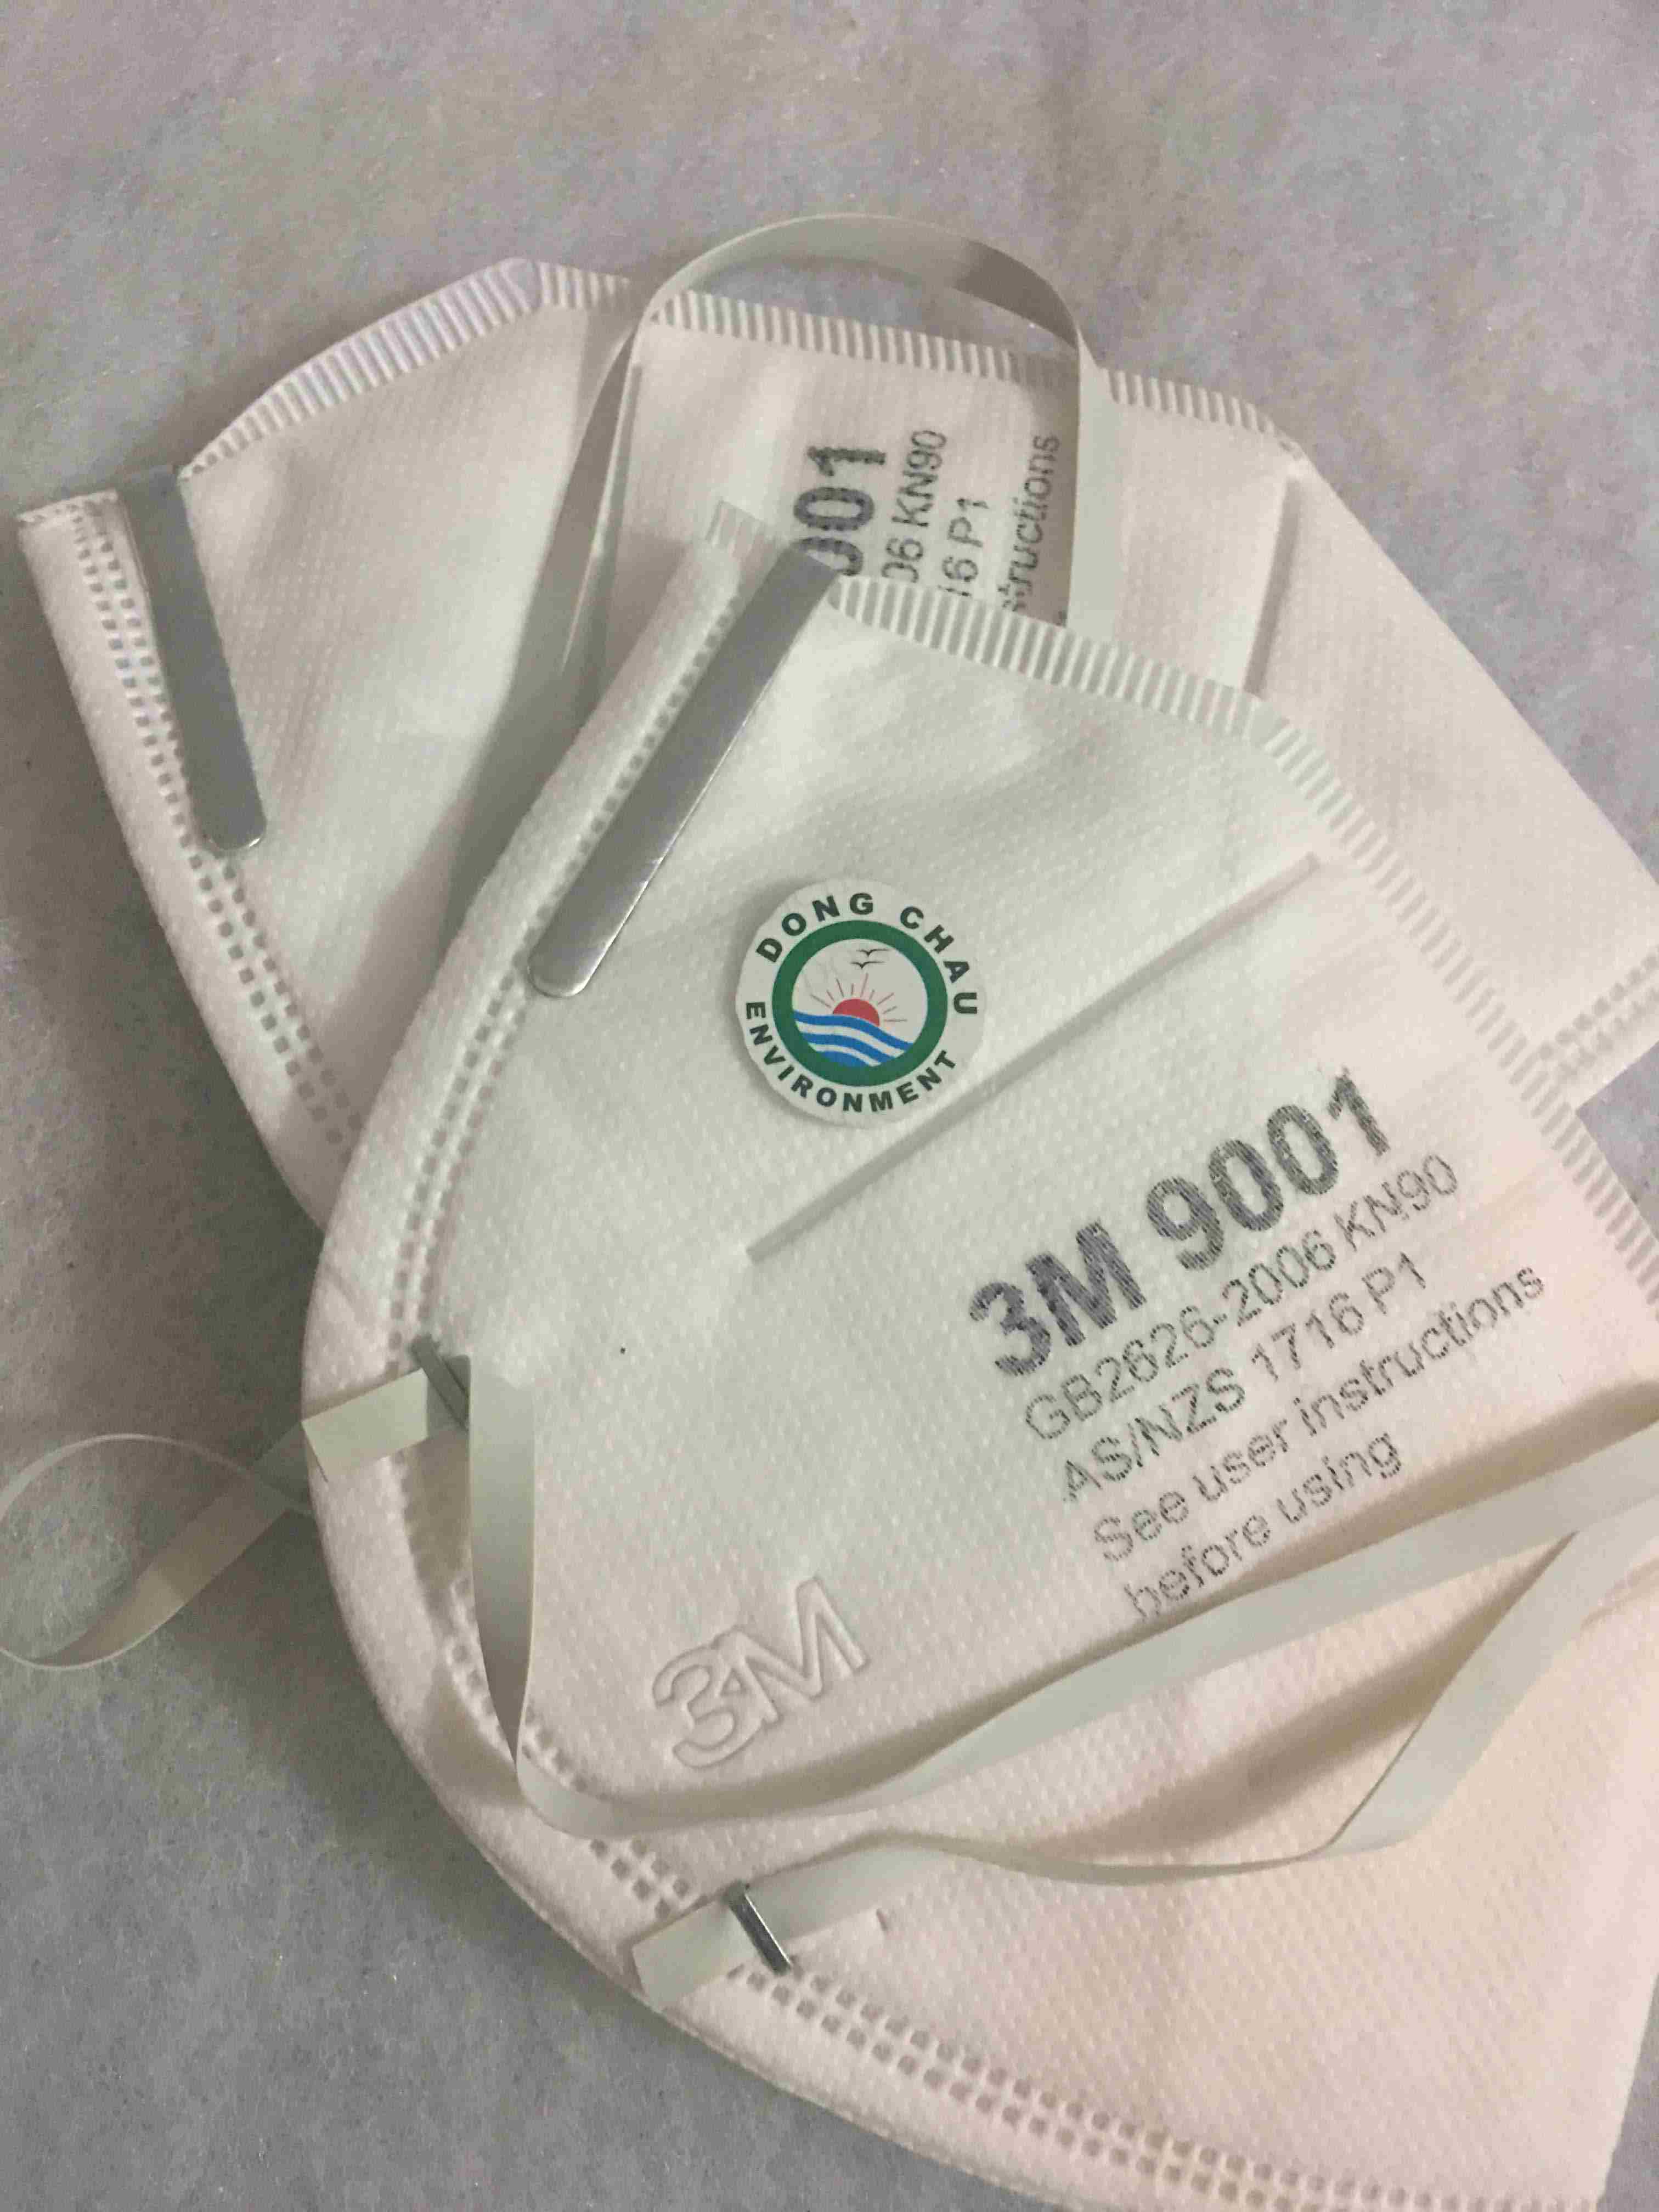 001
06 KN90
16 P1
structions
DONG CHAU
ENVIRONMENT
3M 9001
GB2626-2006 KN90
AS/NZS 1716 P1
See user instructions
before using
3M